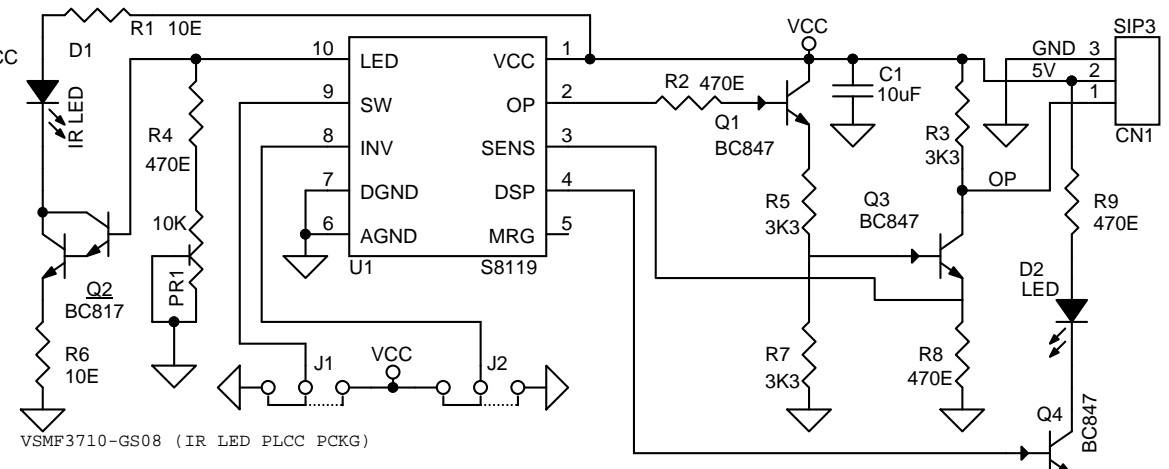 R1 10E
VCC
SIP3
CC
D1
10
LED
VCC
1
R2 470E
C1
10uF
GND 3
5V 2
1
CN1
IR LED
9
SW
OP
2
Q1
BC847
R3
3K3
R4
470E
8
INV
SENS
3
7
DGND
DSP
4
R5
3K3
Q3
BC847
OP
R9
470E
10K
6
AGND
MRG
5
U1
S8119
PR1
Q2
BC817
D2
LED
R6
10E
J1
VCC
J2
R7
3K3
R8
470E
Q4
BC847
VSMF3710-GS08 (IR LED PLCC PCKG)